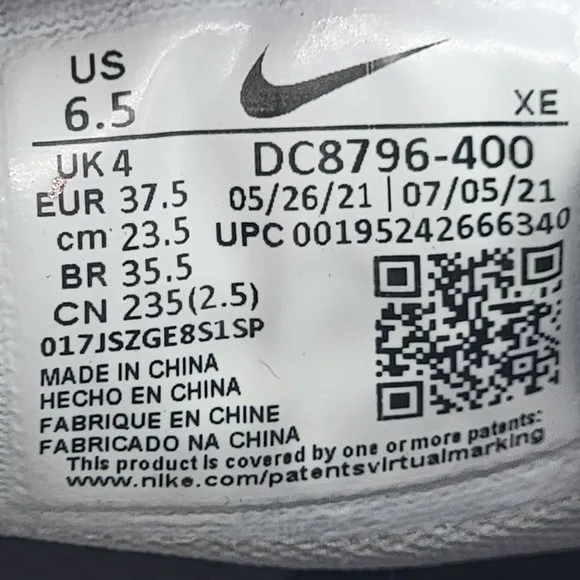 US
6.5
XE
UK 4
DC8796-400
EUR 37.5
05/26/21 | 07/05/21
cm 23.5
UPC 00195242666340
BR 35.5
CN 235(2.5)
017JSZGE8S1SP
MADE IN CHINA
HECHO EN CHINA
FABRIQUE EN CHINE
FABRICADO NA CHINA
This product is covered by one or more patents:
www.nike.com/patentsvirtualmarking